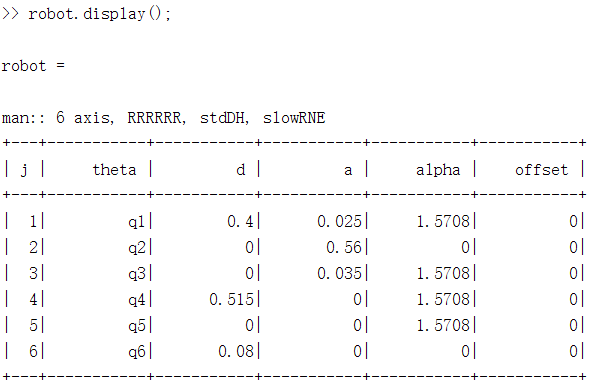 >> robot.display();
robot =
man:: 6 axis, RRRRRR, stdDH, slowRNE
+---+-----------+-----------+-----------+-----------+-----------+
| j |     theta |         d |         a |     alpha |    offset |
+---+-----------+-----------+-----------+-----------+-----------+
|  1|         q1|        0.4|      0.025|     1.5708|          0|
|  2|         q2|          0|       0.56|          0|          0|
|  3|         q3|          0|      0.035|     1.5708|          0|
|  4|         q4|      0.515|          0|     1.5708|          0|
|  5|         q5|          0|          0|     1.5708|          0|
|  6|         q6|       0.08|          0|          0|          0|
+---+-----------+-----------+-----------+-----------+-----------+